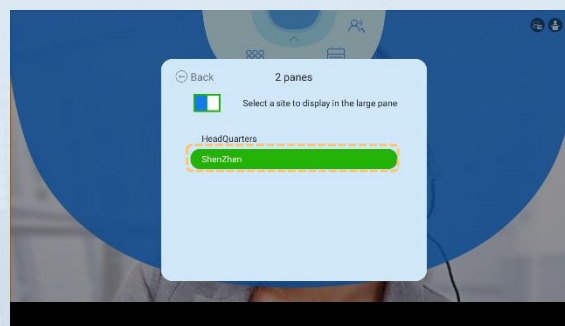 Back
2 panes
Select a site to display in the large pane
HeadQuarters
ShenZhen